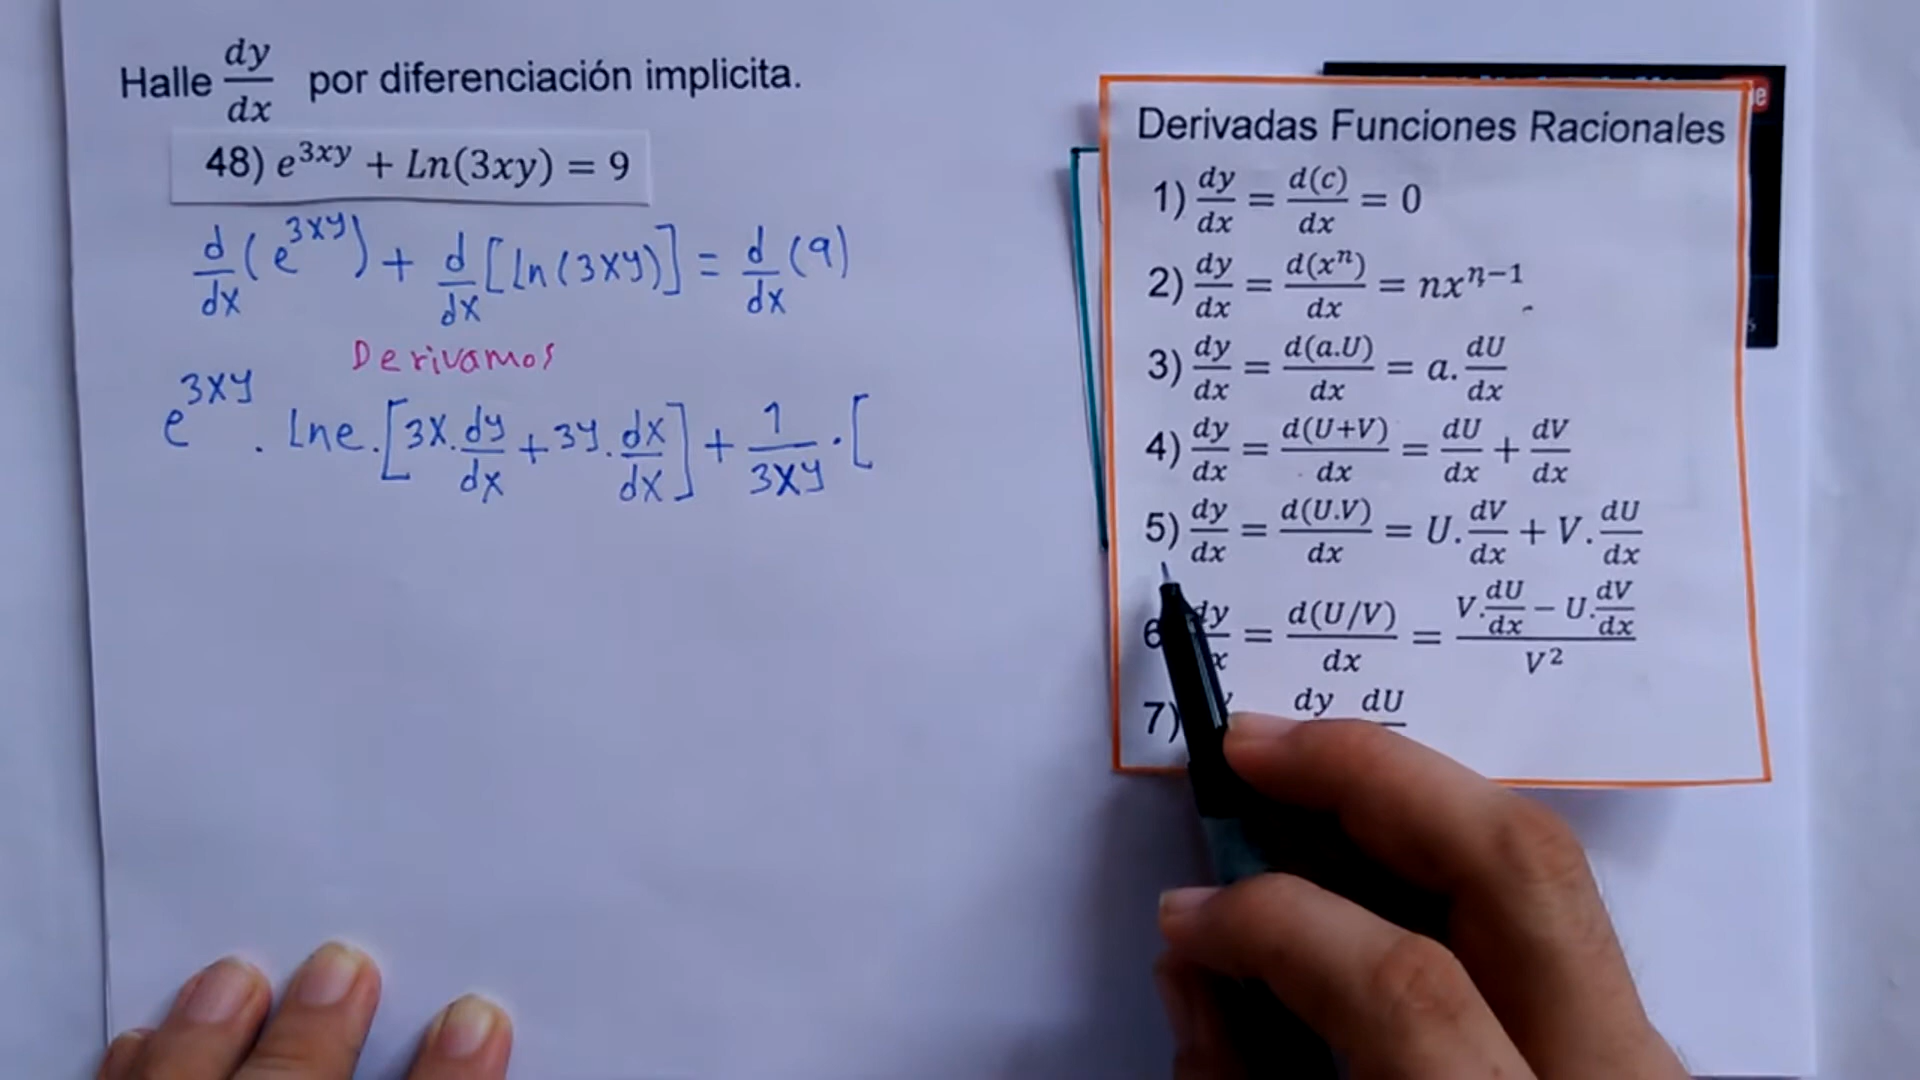 Halle dy/dx por diferenciación implicita.
48) e^{3xy} + Ln(3xy) = 9
d/dx (e^{3xy}) + d/dx [ln(3xy)] = d/dx (9)
Derivamos
e^{3xy} . Lne. [3x. dy/dx + 3y. dx/dx] + 1/3xy . [
Derivadas Funciones Racionales
1) dy/dx = d(c)/dx = 0
2) dy/dx = d(x^n)/dx = nx^{n-1}
3) dy/dx = d(a.U)/dx = a. dU/dx
4) dy/dx = d(U+V)/dx = dU/dx + dV/dx
5) dy/dx = d(U.V)/dx = U. dV/dx + V. dU/dx
6 dy/x = d(U/V)/dx = (V. dU/dx − U. dV/dx)/V^2
7) dy dU